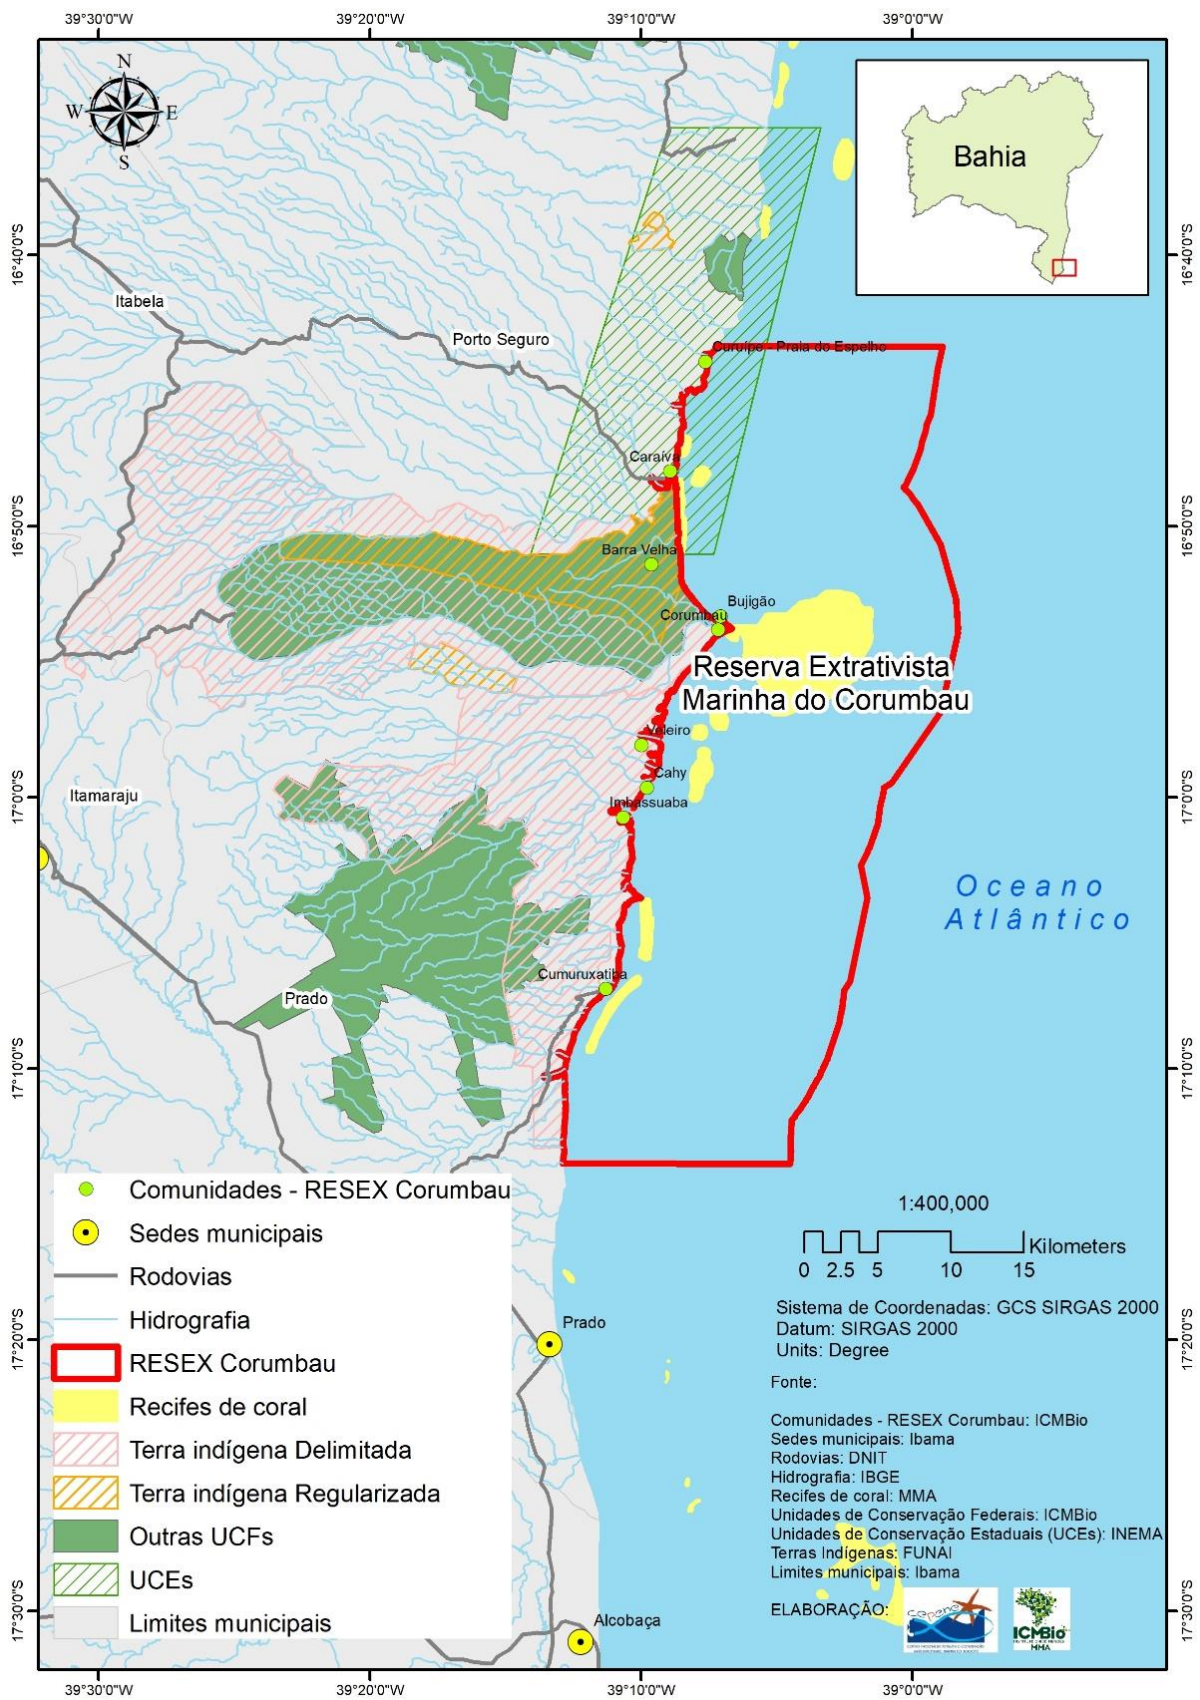 39°30'0"W
39°20'0"W
39°10'0"W
39°0'0"W
N
W
E
S
Bahia
16°40'0"S
16°40'0"S
Itabela
Porto Seguro
Curuípe - Praia do Espelho
Caraíva
16°50'0"S
16°50'0"S
Barra Velha
Bujigão
Corumbau
Reserva Extrativista
Marinha do Corumbau
Veleiro
Cahy
Itamaraju
Imbassuaba
17°0'0"S
17°0'0"S
Oceano
Atlântico
Cumuruxatiba
Prado
17°10'0"S
17°10'0"S
Comunidades - RESEX Corumbau
Sedes municipais
Rodovias
Hidrografia
RESEX Corumbau
Recifes de coral
Terra indígena Delimitada
Terra indígena Regularizada
Outras UCFs
UCEs
Limites municipais
1:400,000
Kilometers
0 2.5 5 10 15
Sistema de Coordenadas: GCS SIRGAS 2000
Datum: SIRGAS 2000
Units: Degree
17°20'0"S
17°20'0"S
Prado
Fonte:
Comunidades - RESEX Corumbau: ICMBio
Sedes municipais: Ibama
Rodovias: DNIT
Hidrografia: IBGE
Recifes de coral: MMA
Unidades de Conservação Federais: ICMBio
Unidades de Conservação Estaduais (UCEs): INEMA
Terras Indígenas: FUNAI
Limites municipais: Ibama
17°30'0"S
17°30'0"S
Alcobaça
ELABORAÇÃO:
cepene
ICMBio
MMA
39°30'0"W
39°20'0"W
39°10'0"W
39°0'0"W